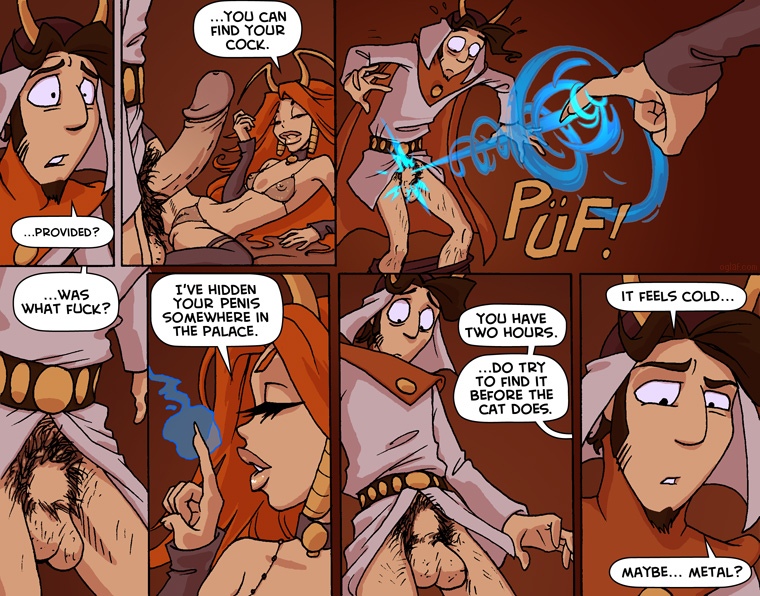 ...YOU CAN
FIND YOUR
COCK.
...PROVIDED?
PÜF!
...WAS
WHAT FUCK?
I'VE HIDDEN
YOUR PENIS
SOMEWHERE IN
THE PALACE.
YOU HAVE
TWO HOURS.
...DO TRY
TO FIND IT
BEFORE THE
CAT DOES.
IT FEELS COLD...
MAYBE... METAL?